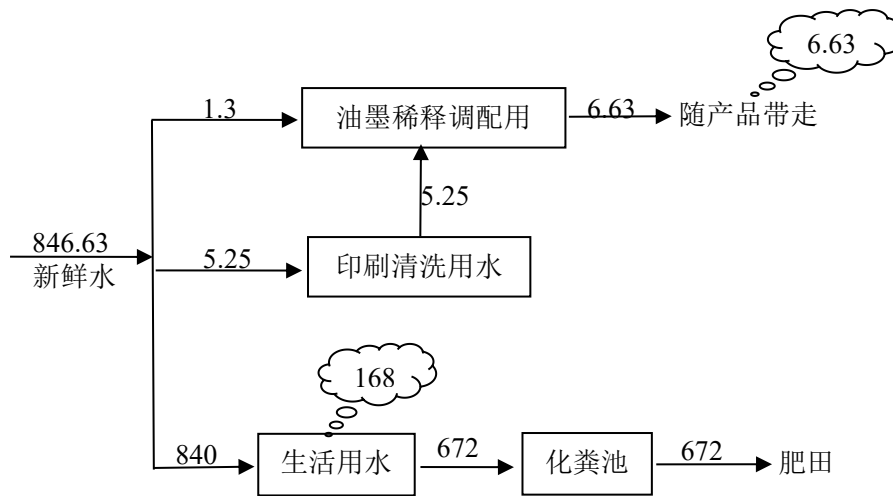 6.63
1.3
油墨稀释调配用
6.63
随产品带走
5.25
846.63
新鲜水
5.25
印刷清洗用水
168
840
生活用水
672
化粪池
672
肥田